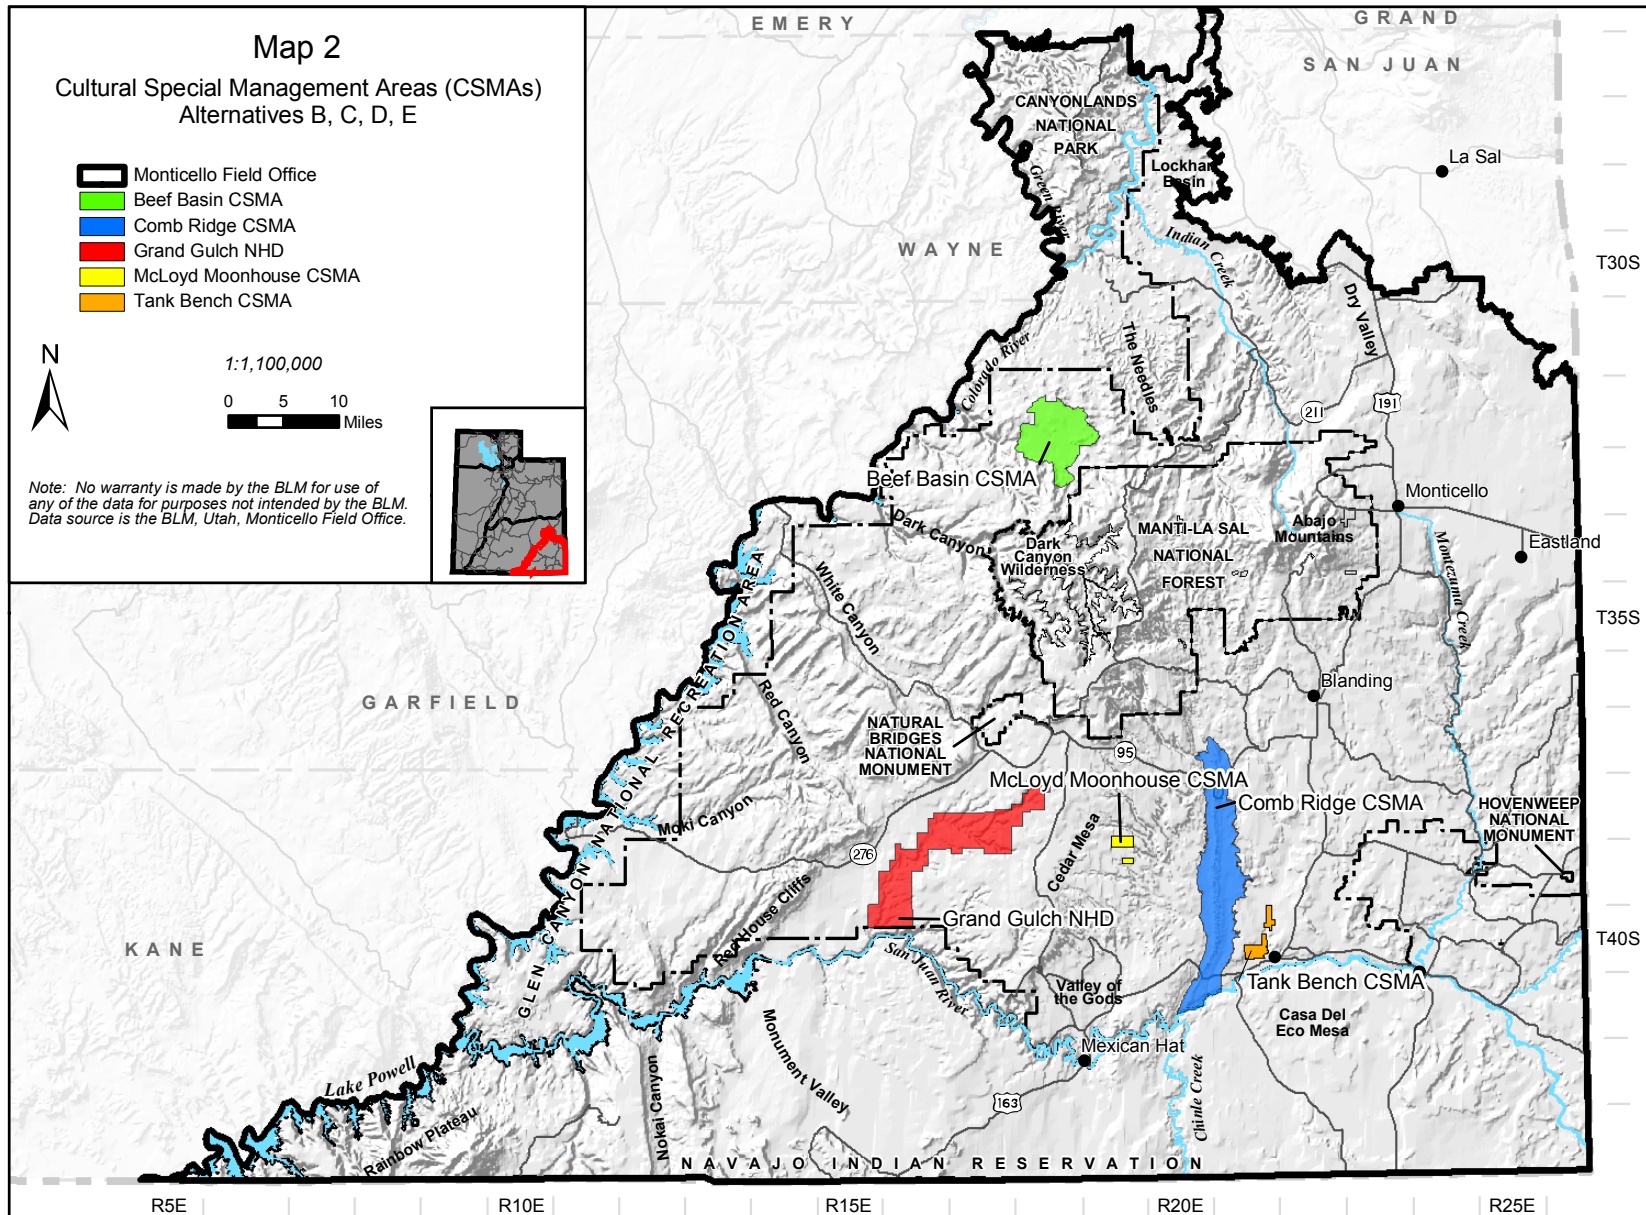 Map 2
Cultural Special Management Areas (CSMAs)
Alternatives B, C, D, E
Monticello Field Office
Beef Basin CSMA
Comb Ridge CSMA
Grand Gulch NHD
McLoyd Moonhouse CSMA
Tank Bench CSMA
N
1:1,100,000
0 5 10
Miles
Note: No warranty is made by the BLM for use of
any of the data for purposes not intended by the BLM.
Data source is the BLM, Utah, Monticello Field Office.
EMERY
GRAND
SAN JUAN
CANYONLANDS
NATIONAL
PARK
Lockhart
Basin
La Sal
Green River
WAYNE
Indian Creek
T30S
Dry Valley
The Needles
Colorado River
191
211
Beef Basin CSMA
Monticello
Dark Canyon
Dark
Canyon
Wilderness
MANTI-LA SAL
NATIONAL
FOREST
Abajo
Mountains
Eastland
Montezuma Creek
White Canyon
T35S
GARFIELD
GLEN CANYON NATIONAL RECREATION AREA
Red Canyon
Blanding
NATURAL
BRIDGES
NATIONAL
MONUMENT
95
McLoyd Moonhouse CSMA
Comb Ridge CSMA
HOVENWEEP
NATIONAL
MONUMENT
Moki Canyon
276
Cedar Mesa
Red House Cliffs
Grand Gulch NHD
KANE
T40S
San Juan River
Valley of
the Gods
Tank Bench CSMA
Casa Del
Eco Mesa
Monument Valley
Mexican Hat
Lake Powell
Nokai Canyon
163
Chinle Creek
Rainbow Plateau
NAVAJO INDIAN RESERVATION
R5E
R10E
R15E
R20E
R25E